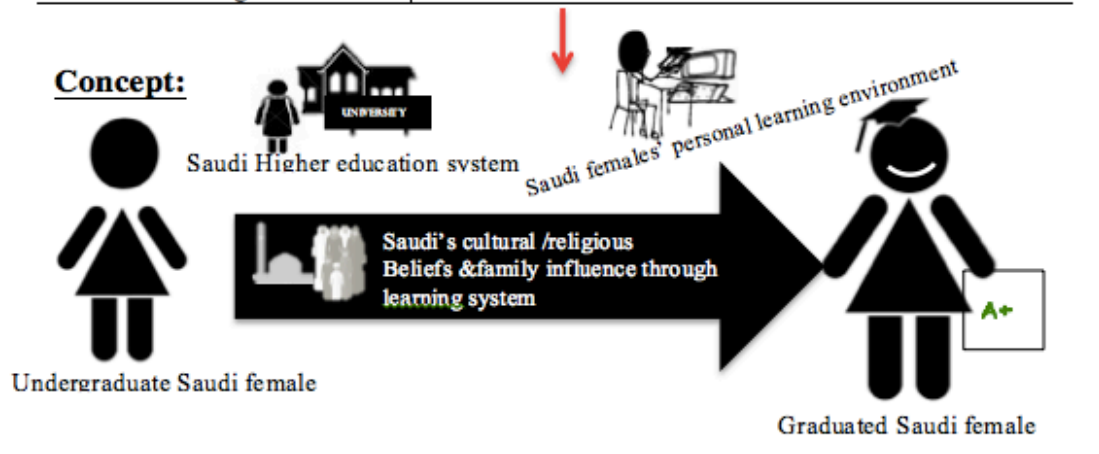 Concept:
UNIVERSITY
Saudi Higher education system
Saudi females' personal learning environment
Saudi's cultural /religious
Beliefs &family influence through
learning system
A+
Undergraduate Saudi female
Graduated Saudi female